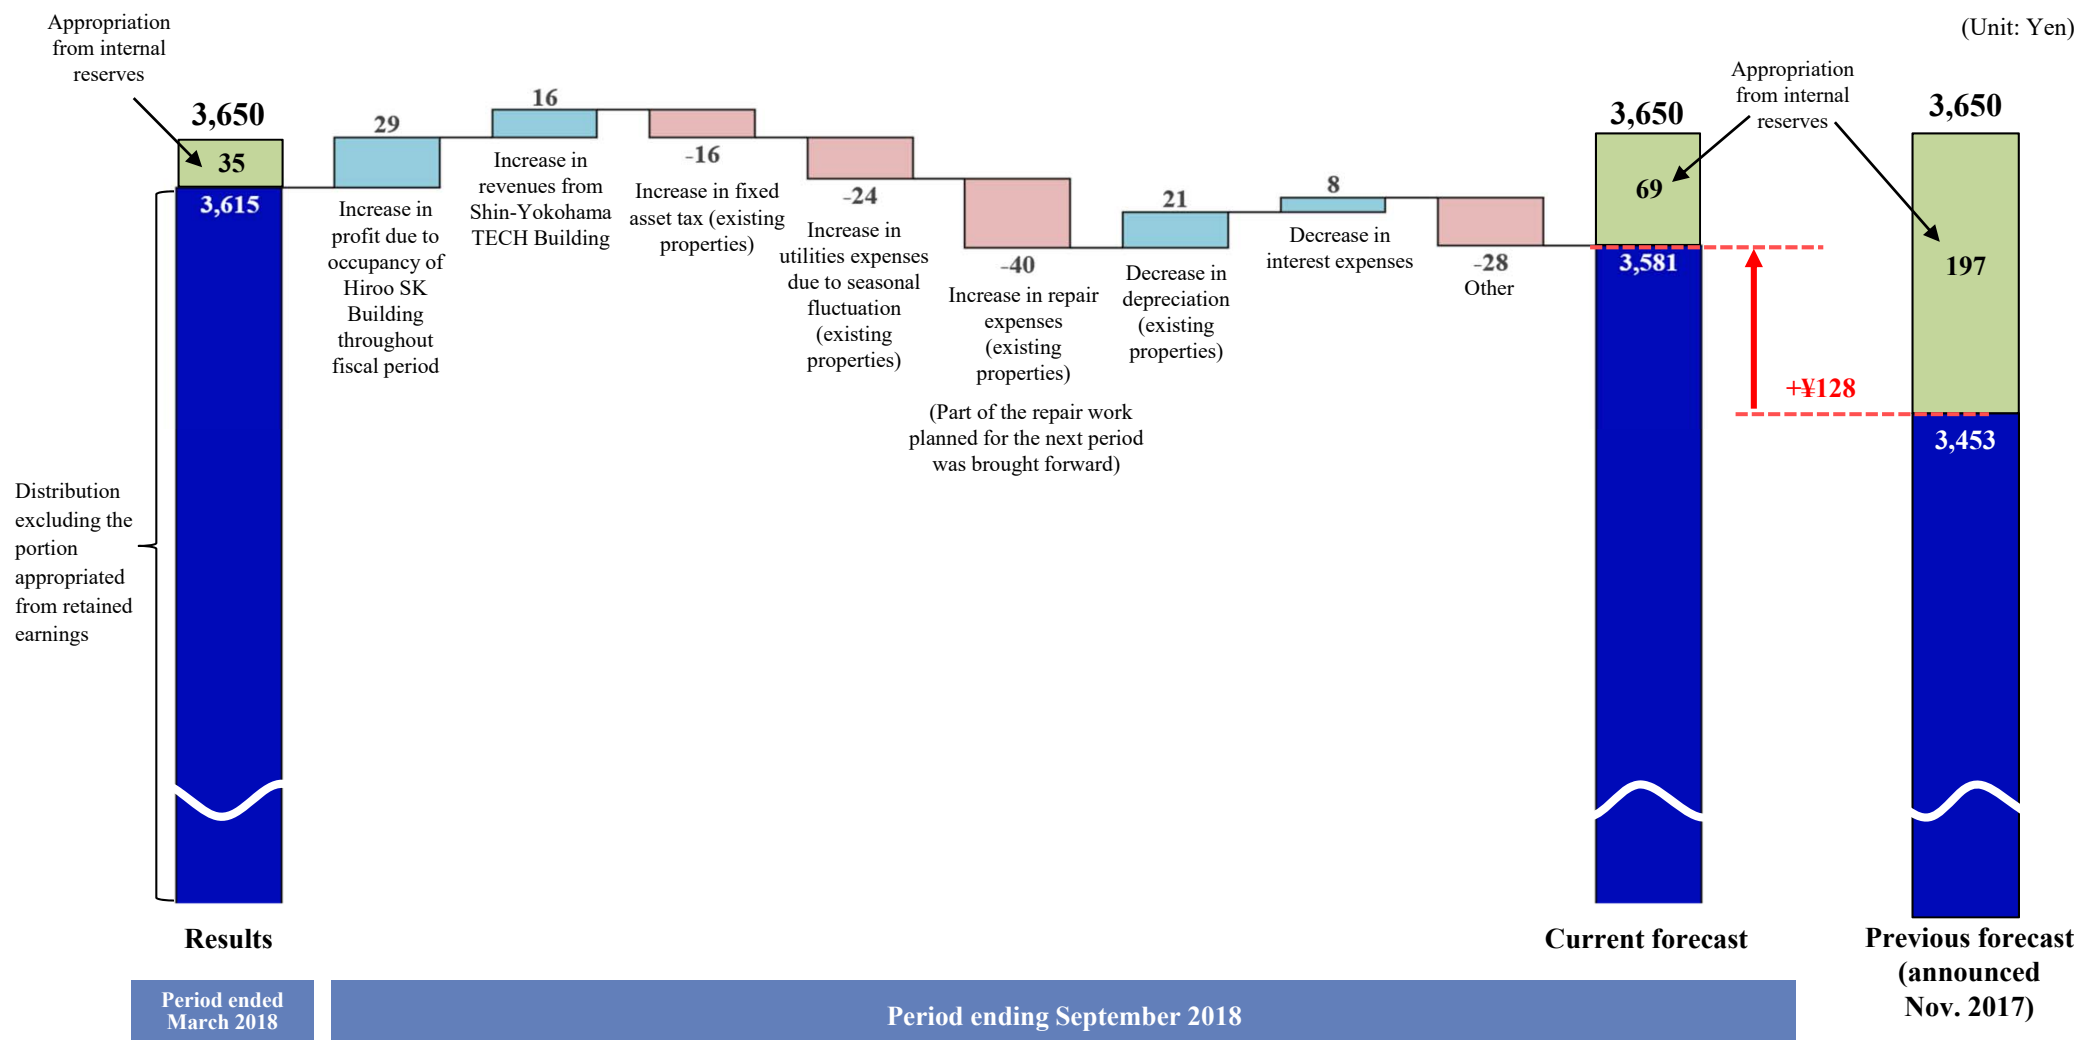 (Unit: Yen)
Appropriation
from internal
reserves
3,650
35
3,615
29
Increase in
profit due to
occupancy of
Hiroo SK
Building
throughout
fiscal period
16
Increase in
revenues from
Shin-Yokohama
TECH Building
-16
Increase in fixed
asset tax (existing
properties)
-24
Increase in
utilities expenses
due to seasonal
fluctuation
(existing
properties)
-40
Increase in repair
expenses
(existing
properties)
(Part of the repair work
planned for the next period
was brought forward)
21
Decrease in
depreciation
(existing
properties)
8
Decrease in
interest expenses
-28
Other
3,650
69
3,581
Appropriation
from internal
reserves
3,650
197
+¥128
3,453
Distribution
excluding the
portion
appropriated
from retained
earnings
Results
Current forecast
Previous forecast
(announced
Nov. 2017)
Period ended
March 2018
Period ending September 2018